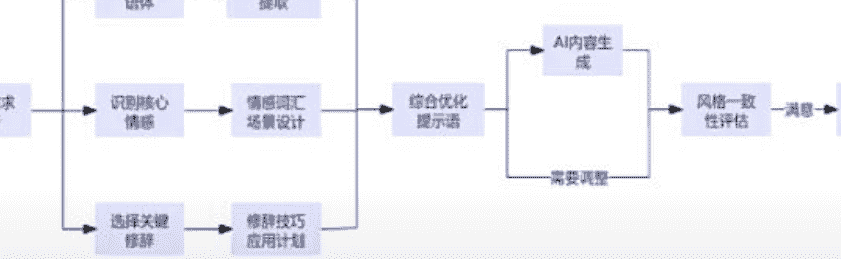 提取
AI内容生
成
求
识别核心
情感
情感词汇
场景设计
综合优化
提示语
风格一致
性评估
满意
需要调整
选择关键
修辞
修辞技巧
应用计划